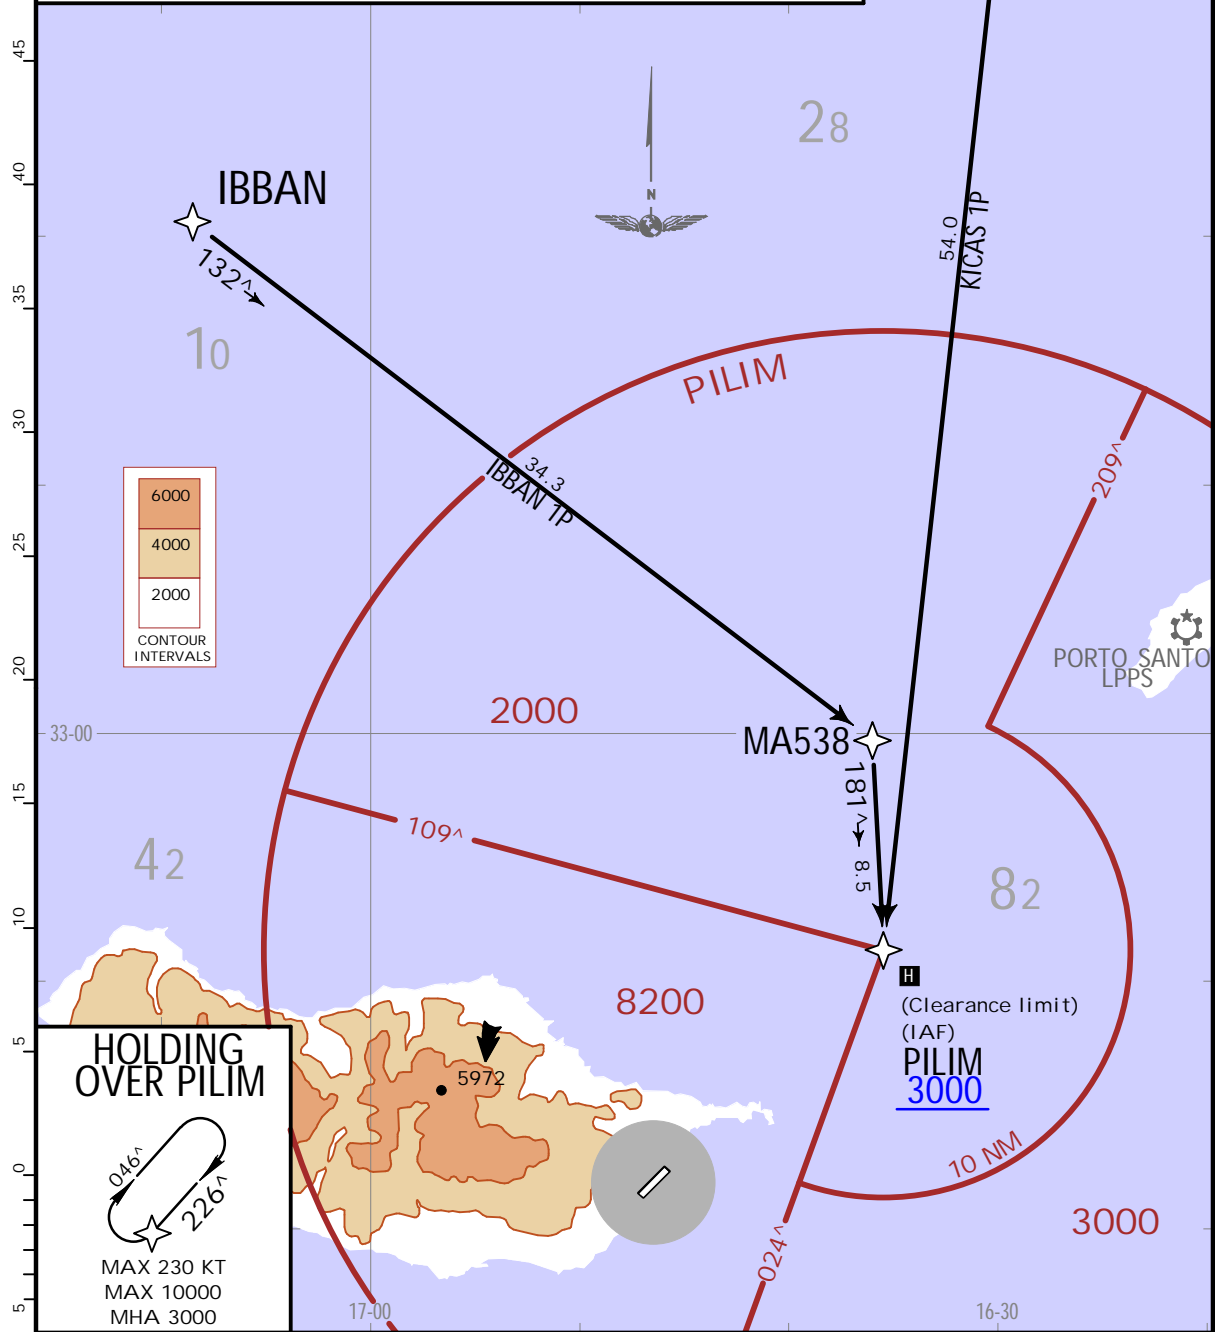 45
40
35
30
25
20
15
10
5
0
5
28
N
IBBAN
132^
10
54.0
KICAS 1P
PILIM
34.3
IBBAN 1P
209^
6000
4000
2000
CONTOUR
INTERVALS
PORTO SANTO
LPPS
2000
33-00
MA538
181^
8.5
109^
42
82
H
(Clearance limit)
(IAF)
PILIM
3000
8200
5972
10 NM
3000
024^
HOLDING
OVER PILIM
046^
226^
MAX 230 KT
MAX 10000
MHA 3000
17-00
16-30